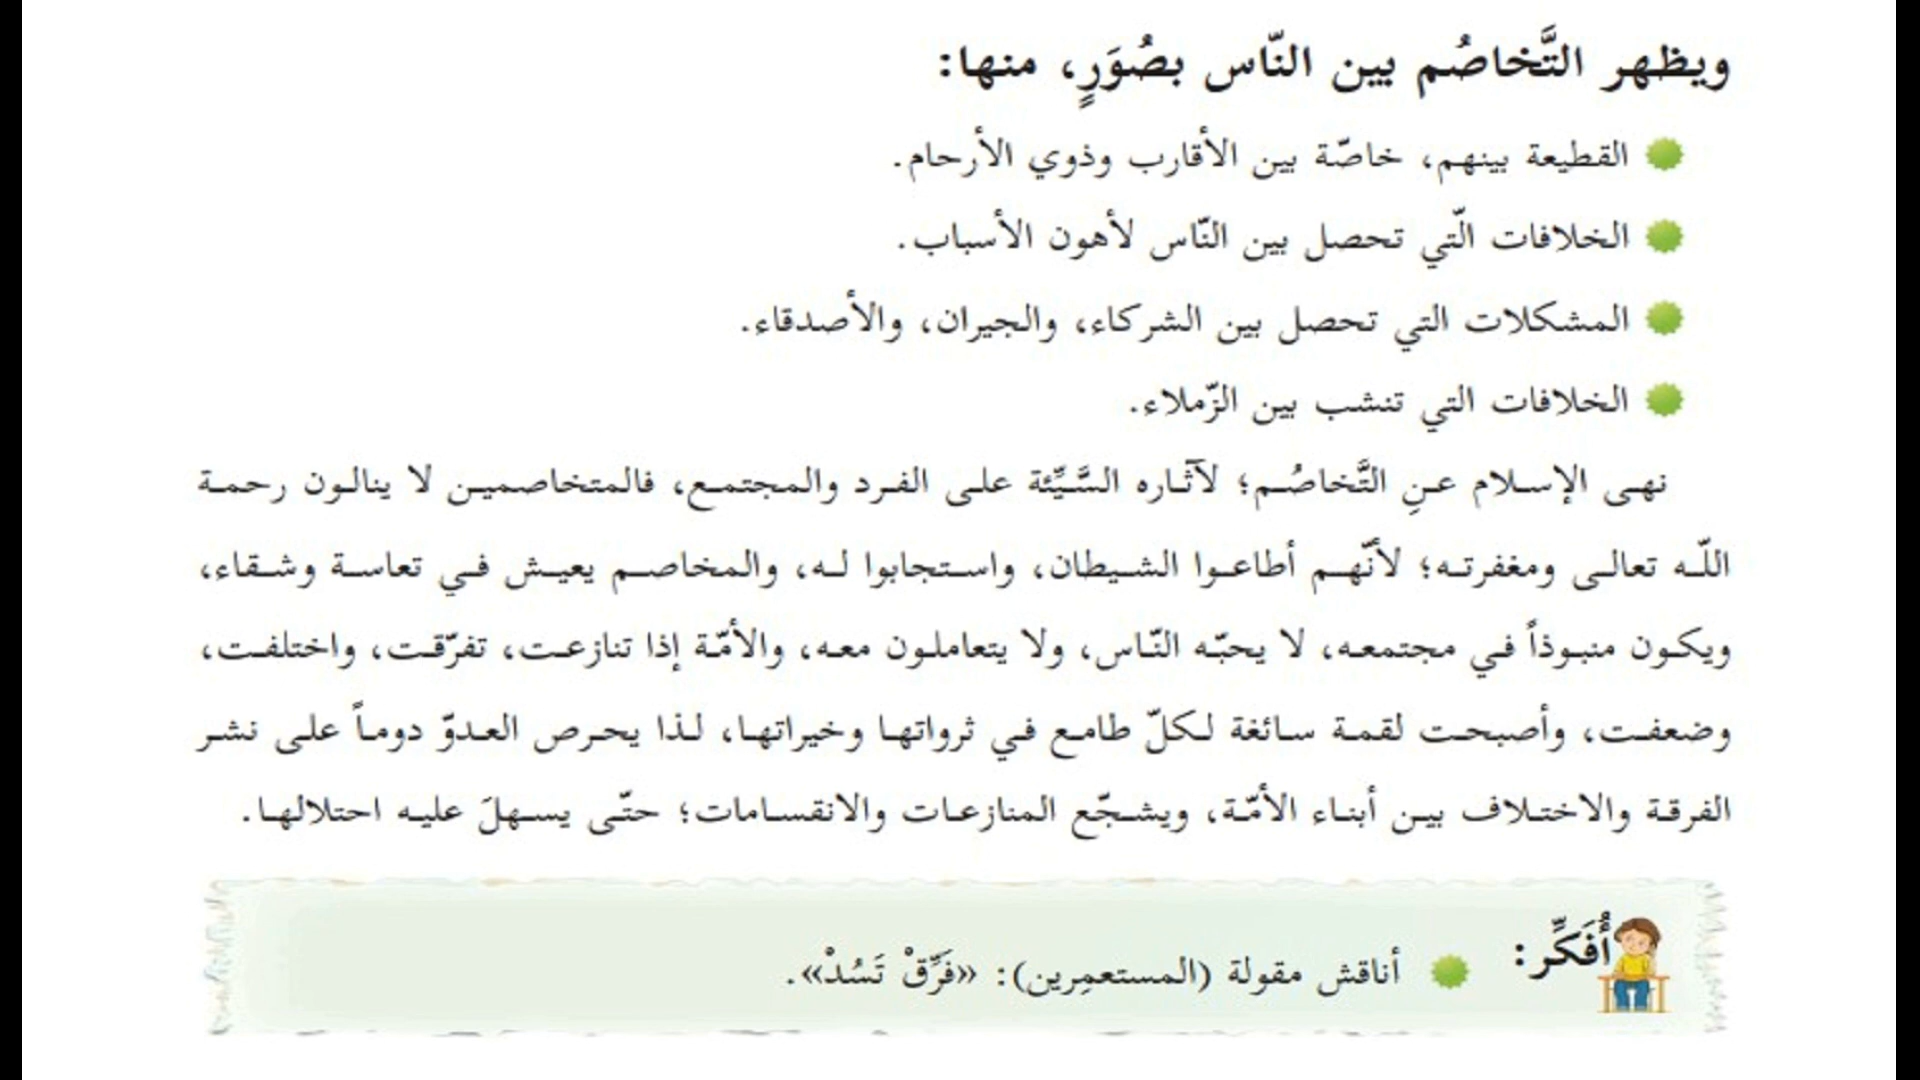 ويظهر التَّخاصُم بين النّاس بصُوَرٍ، منها:
القطيعة بينهم، خاصّة بين الأقارب وذوي الأرحام.
الخلافات الّتي تحصل بين النّاس لأهون الأسباب.
المشكلات التي تحصل بين الشركاء، والجيران، والأصدقاء.
الخلافات التي تنشب بين الزّملاء.
نهى الإسلام عنِ التَّخاصُم؛ لآثاره السَّيِّئة على الفرد والمجتمع، فالمتخاصمين لا ينالون رحمة
اللّه تعالى ومغفرته؛ لأنّهم أطاعوا الشيطان، واستجابوا له، والمخاصم يعيش في تعاسة وشقاء،
ويكون منبوذاً في مجتمعه، لا يحبّه النّاس، ولا يتعاملون معه، والأمّة إذا تنازعت، تفرّقت، واختلفت،
وضعفت، وأصبحت لقمة سائغة لكلّ طامع في ثرواتها وخيراتها، لذا يحرص العدوّ دوماً على نشر
الفرقة والاختلاف بين أبناء الأمّة، ويشجّع المنازعات والانقسامات؛ حتّى يسهلَ عليه احتلالها.
أُفَكِّر:
أناقش مقولة (المستعمِرين): «فَرِّقْ تَسُدْ».